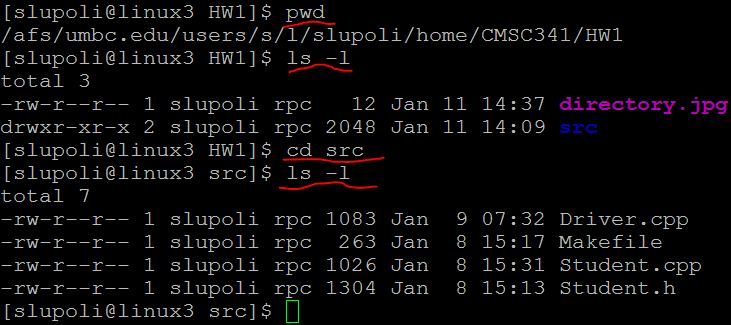 [slupoli@linux3 HW1]$ pwd
/afs/umbc.edu/users/s/l/slupoli/home/CMSC341/HW1
[slupoli@linux3 HW1]$ ls -l
total 3
-rw-r--r-- 1 slupoli rpc   12 Jan 11 14:37 directory.jpg
drwxr-xr-x 2 slupoli rpc 2048 Jan 11 14:09 src
[slupoli@linux3 HW1]$ cd src
[slupoli@linux3 src]$ ls -l
total 7
-rw-r--r-- 1 slupoli rpc 1083 Jan  9 07:32 Driver.cpp
-rw-r--r-- 1 slupoli rpc  263 Jan  8 15:17 Makefile
-rw-r--r-- 1 slupoli rpc 1026 Jan  8 15:31 Student.cpp
-rw-r--r-- 1 slupoli rpc 1304 Jan  8 15:13 Student.h
[slupoli@linux3 src]$